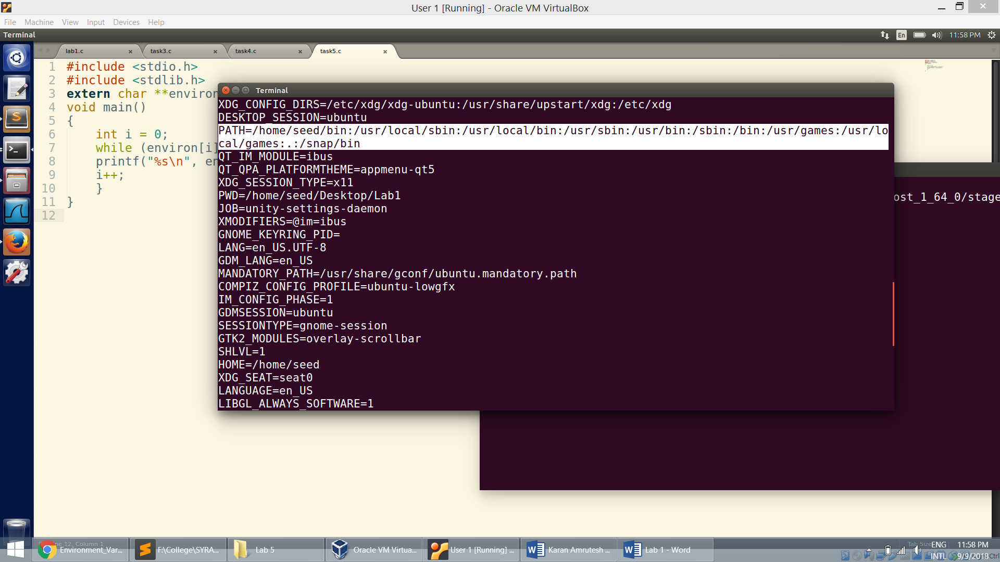 User 1 [Running] - Oracle VM VirtualBox
File Machine View Input Devices Help
Terminal
En
11:58 PM
lab1.c
task3.c
task4.c
task5.c
1 #include <stdio.h>
2 #include <stdlib.h>
3 extern char **environ
4 void main()
5 {
6 int i = 0;
7 while (environ[i]
8 printf("%s\n", en
9 i++;
10 }
11 }
12
Terminal
XDG_CONFIG_DIRS=/etc/xdg/xdg-ubuntu:/usr/share/upstart/xdg:/etc/xdg
DESKTOP_SESSION=ubuntu
PATH=/home/seed/bin:/usr/local/sbin:/usr/local/bin:/usr/sbin:/usr/bin:/sbin:/bin:/usr/games:/usr/lo
cal/games:.:/snap/bin
QT_IM_MODULE=ibus
QT_QPA_PLATFORMTHEME=appmenu-qt5
XDG_SESSION_TYPE=x11
PWD=/home/seed/Desktop/Lab1
JOB=unity-settings-daemon
XMODIFIERS=@im=ibus
GNOME_KEYRING_PID=
LANG=en_US.UTF-8
GDM_LANG=en_US
MANDATORY_PATH=/usr/share/gconf/ubuntu.mandatory.path
COMPIZ_CONFIG_PROFILE=ubuntu-lowgfx
IM_CONFIG_PHASE=1
GDMSESSION=ubuntu
SESSIONTYPE=gnome-session
GTK2_MODULES=overlay-scrollbar
SHLVL=1
HOME=/home/seed
XDG_SEAT=seat0
LANGUAGE=en_US
LIBGL_ALWAYS_SOFTWARE=1
ost_1_64_0/stage
ne 12, Column 1
Tab Size
Environment_Var...
F:\College\SYRA...
Lab 5
Oracle VM Virtua...
User 1 [Running] ...
Karan Amrutesh ...
Lab 1 - Word
ENG
INTL
11:58 PM
9/9/2018
Ctrl